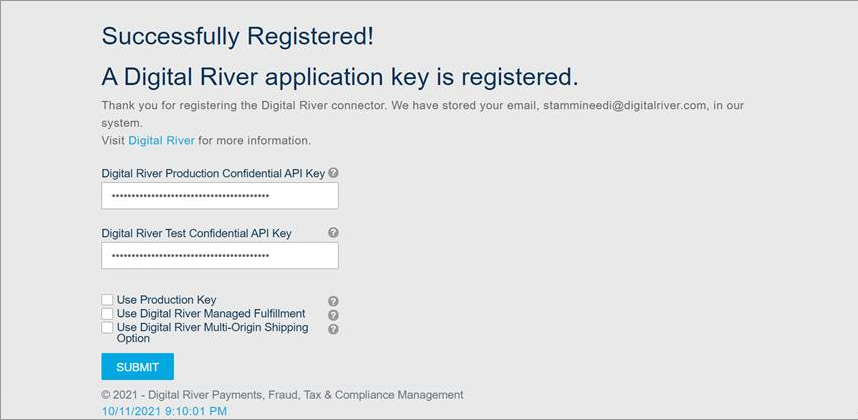 Successfully Registered!
A Digital River application key is registered.
Thank you for registering the Digital River connector. We have stored your email, stammineedi@digitalriver.com, in our
system.
Visit Digital River for more information.
Digital River Production Confidential API Key ?
••••••••••••••••••••••••••••••••••••••••
Digital River Test Confidential API Key ?
••••••••••••••••••••••••••••••••••••••••
Use Production Key ?
Use Digital River Managed Fulfillment ?
Use Digital River Multi-Origin Shipping ?
Option
SUBMIT
© 2021 - Digital River Payments, Fraud, Tax & Compliance Management
10/11/2021 9:10:01 PM